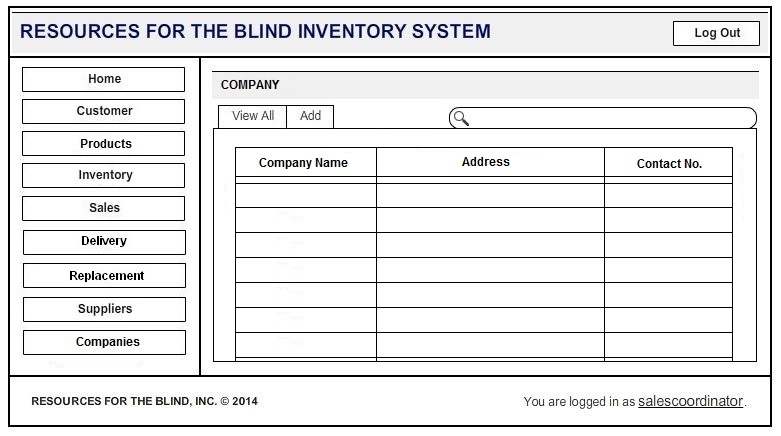 RESOURCES FOR THE BLIND INVENTORY SYSTEM
Log Out
Home
Customer
Products
Inventory
Sales
Delivery
Replacement
Suppliers
Companies
COMPANY
View All
Add
Company Name
Address
Contact No.
RESOURCES FOR THE BLIND, INC. © 2014
You are logged in as salescoordinator.